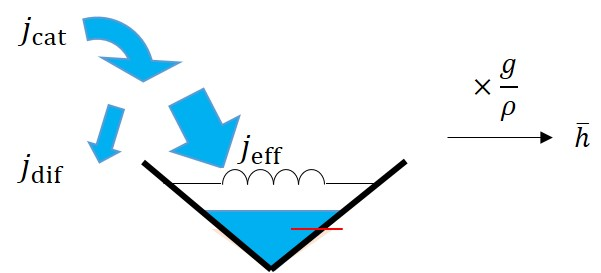 j_cat
j_dif
j_eff
× g/ρ
h̄